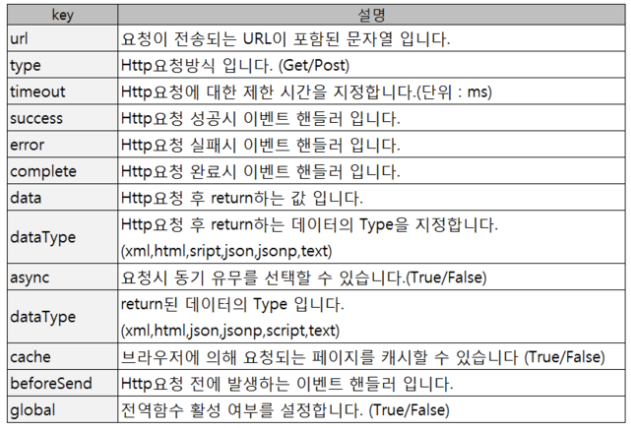 key 설명
url 요청이 전송되는 URL이 포함된 문자열 입니다.
type Http요청방식 입니다. (Get/Post)
timeout Http요청에 대한 제한 시간을 지정합니다.(단위 : ms)
success Http요청 성공시 이벤트 핸들러 입니다.
error Http요청 실패시 이벤트 핸들러 입니다.
complete Http요청 완료시 이벤트 핸들러 입니다.
data Http요청 후 return하는 값 입니다.
dataType Http요청 후 return하는 데이터의 Type을 지정합니다.
(xml,html,sript,json,jsonp,text)
async 요청시 동기 유무를 선택할 수 있습니다.(True/False)
dataType return된 데이터의 Type 입니다.
(xml,html,json,jsonp,script,text)
cache 브라우저에 의해 요청되는 페이지를 캐시할 수 있습니다 (True/False)
beforeSend Http요청 전에 발생하는 이벤트 핸들러 입니다.
global 전역함수 활성 여부를 설정합니다. (True/False)